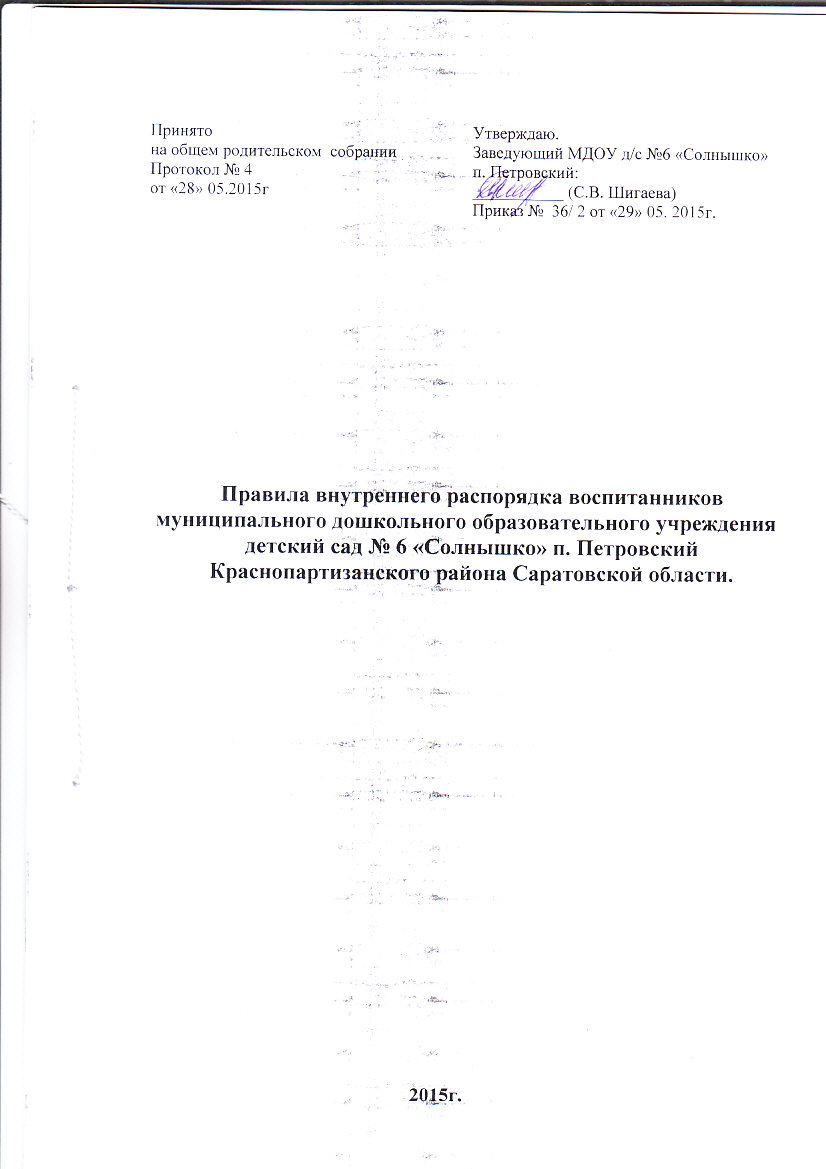 Принято
на общем родительском собрании
Протокол № 4
от «28» 05.2015г
Утверждаю.
Заведующий МДОУ д/с №6 «Солнышко»
п. Петровский:
____________ (С.В. Шигаева)
Приказ № 36/ 2 от «29» 05. 2015г.
Правила внутреннего распорядка воспитанников
муниципального дошкольного образовательного учреждения
детский сад № 6 «Солнышко» п. Петровский
Краснопартизанского района Саратовской области.
2015г.